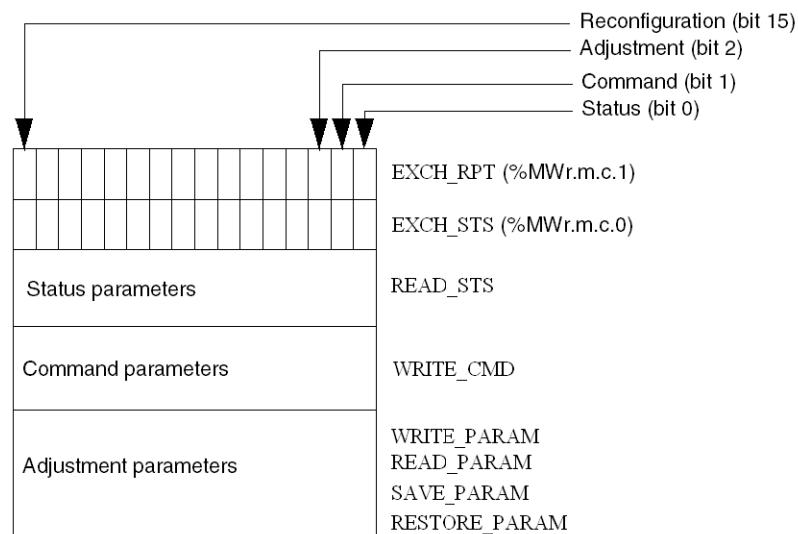 Reconfiguration (bit 15)
Adjustment (bit 2)
Command (bit 1)
Status (bit 0)
EXCH_RPT (%MWr.m.c.1)
EXCH_STS (%MWr.m.c.0)
Status parameters READ_STS
Command parameters WRITE_CMD
WRITE_PARAM
Adjustment parameters READ_PARAM
SAVE_PARAM
RESTORE_PARAM